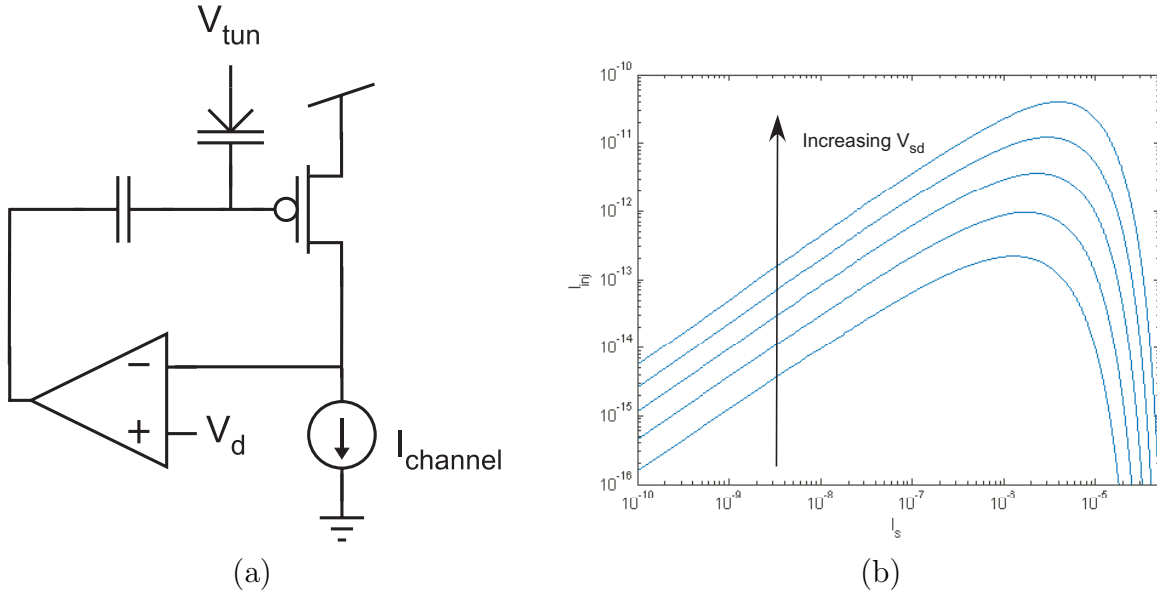 V_tun
−
+
V_d
I_channel
(a)
10^-10
10^-11
10^-12
10^-13
10^-14
10^-15
10^-16
I_inj
Increasing V_sd
10^-10
10^-9
10^-8
10^-7
10^-6
10^-5
I_s
(b)